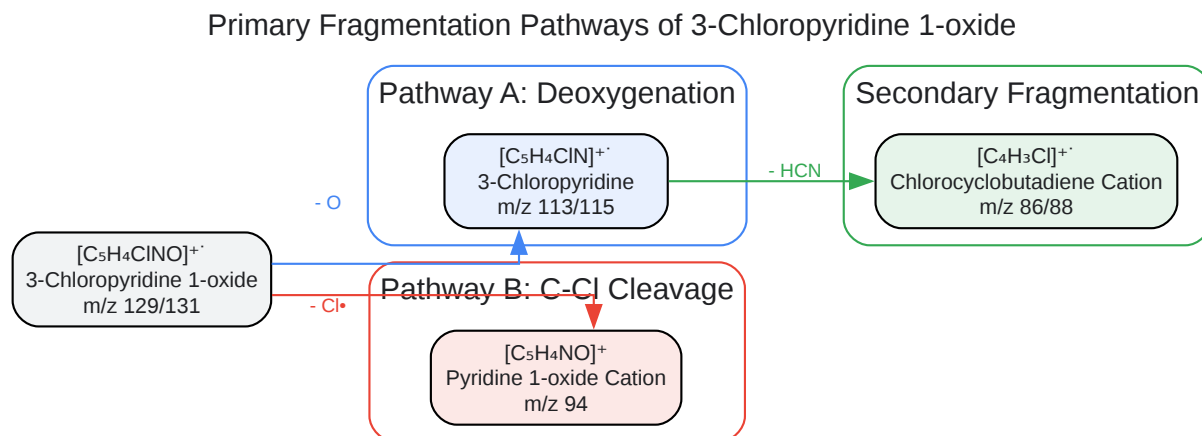 Primary Fragmentation Pathways of 3-Chloropyridine 1-oxide
Pathway A: Deoxygenation
Secondary Fragmentation
[C₅H₄ClN]⁺˙
3-Chloropyridine
m/z 113/115
- HCN
[C₄H₃Cl]⁺˙
Chlorocyclobutadiene Cation
m/z 86/88
- O
[C₅H₄ClNO]⁺˙
3-Chloropyridine 1-oxide
m/z 129/131
- Cl•
Pathway B: C-Cl Cleavage
[C₅H₄NO]⁺
Pyridine 1-oxide Cation
m/z 94